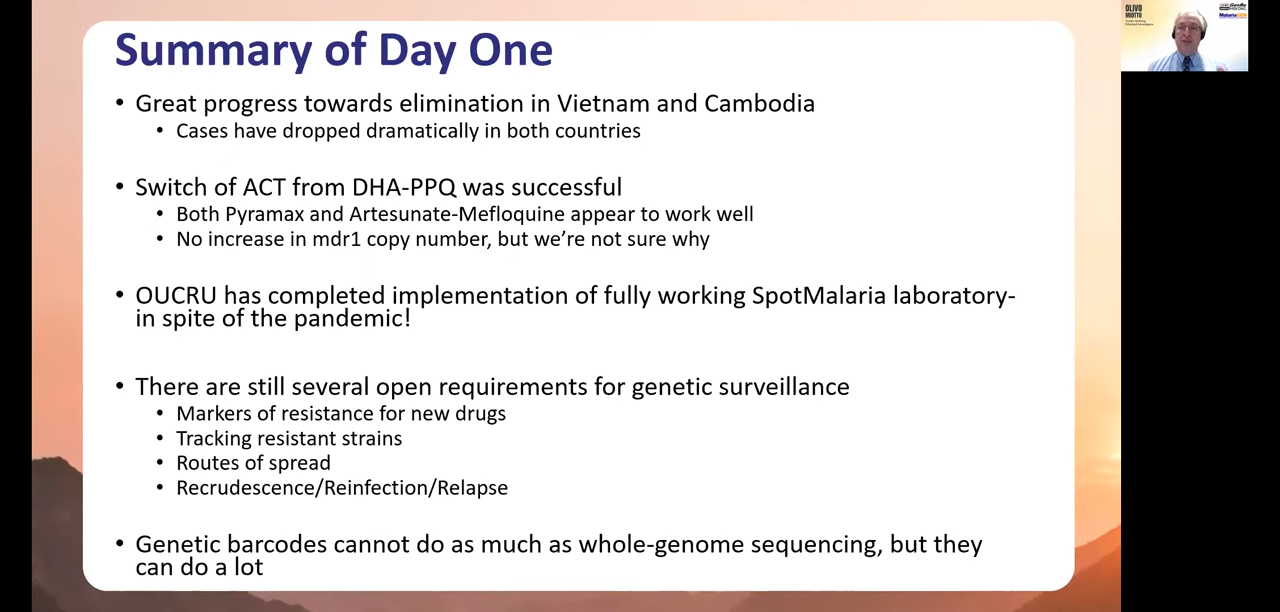 Summary of Day One
• Great progress towards elimination in Vietnam and Cambodia
• Cases have dropped dramatically in both countries
• Switch of ACT from DHA-PPQ was successful
• Both Pyramax and Artesunate-Mefloquine appear to work well
• No increase in mdr1 copy number, but we’re not sure why
• OUCRU has completed implementation of fully working SpotMalaria laboratory-
in spite of the pandemic!
• There are still several open requirements for genetic surveillance
• Markers of resistance for new drugs
• Tracking resistant strains
• Routes of spread
• Recrudescence/Reinfection/Relapse
• Genetic barcodes cannot do as much as whole-genome sequencing, but they
can do a lot
OLIVO
MIOTTO